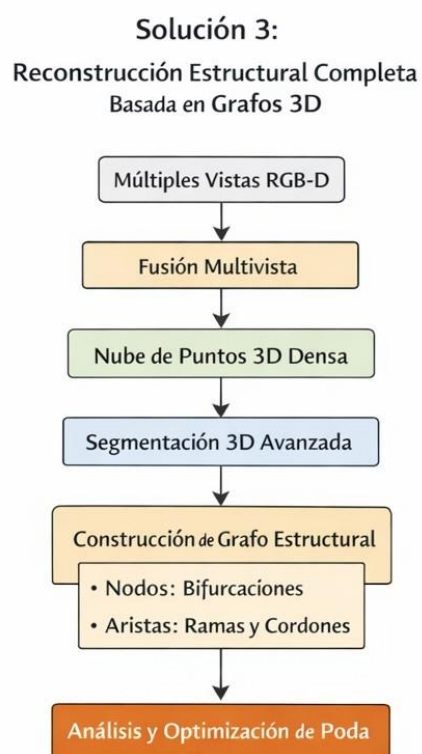 Solución 3:
Reconstrucción Estructural Completa
Basada en Grafos 3D
Múltiples Vistas RGB-D
Fusión Multivista
Nube de Puntos 3D Densa
Segmentación 3D Avanzada
Construcción de Grafo Estructural
• Nodos: Bifurcaciones
• Aristas: Ramas y Cordones
Análisis y Optimización de Poda